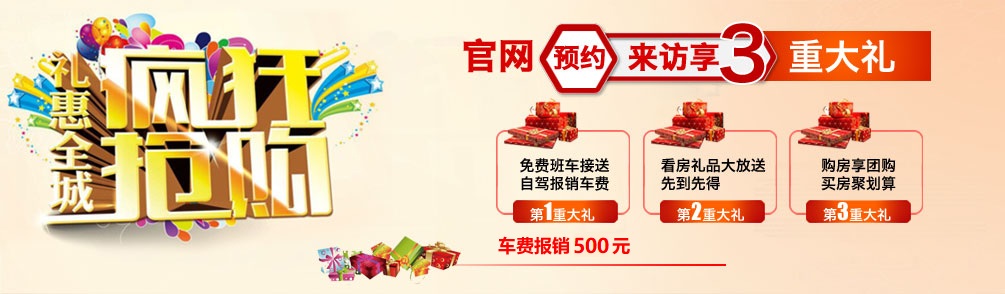 礼惠全城
疯狂
抢购
官网预约来访享3重大礼
免费班车接送
自驾报销车费
第1重大礼
看房礼品大放送
先到先得
第2重大礼
购房享团购
买房聚划算
第3重大礼
车费报销500元